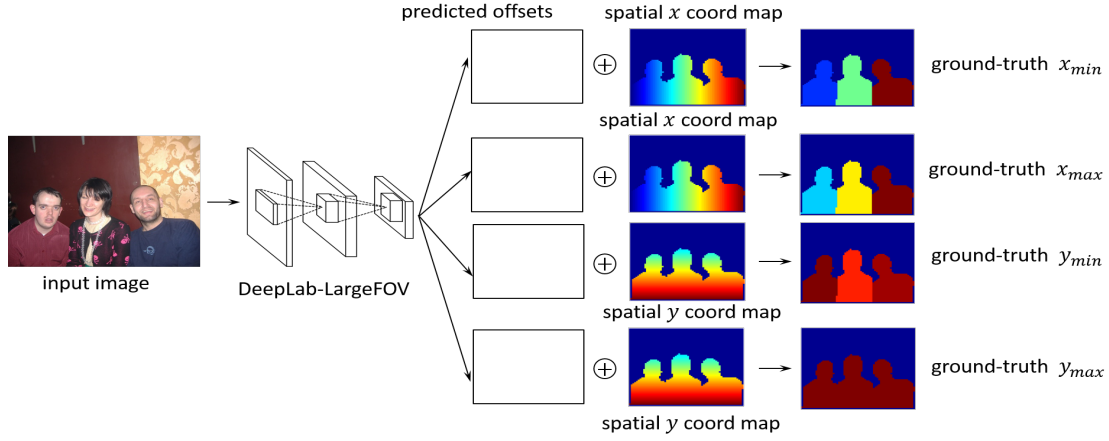 predicted offsets
spatial x coord map
ground-truth x_min
spatial x coord map
ground-truth x_max
input image
DeepLab-LargeFOV
ground-truth y_min
spatial y coord map
ground-truth y_max
spatial y coord map